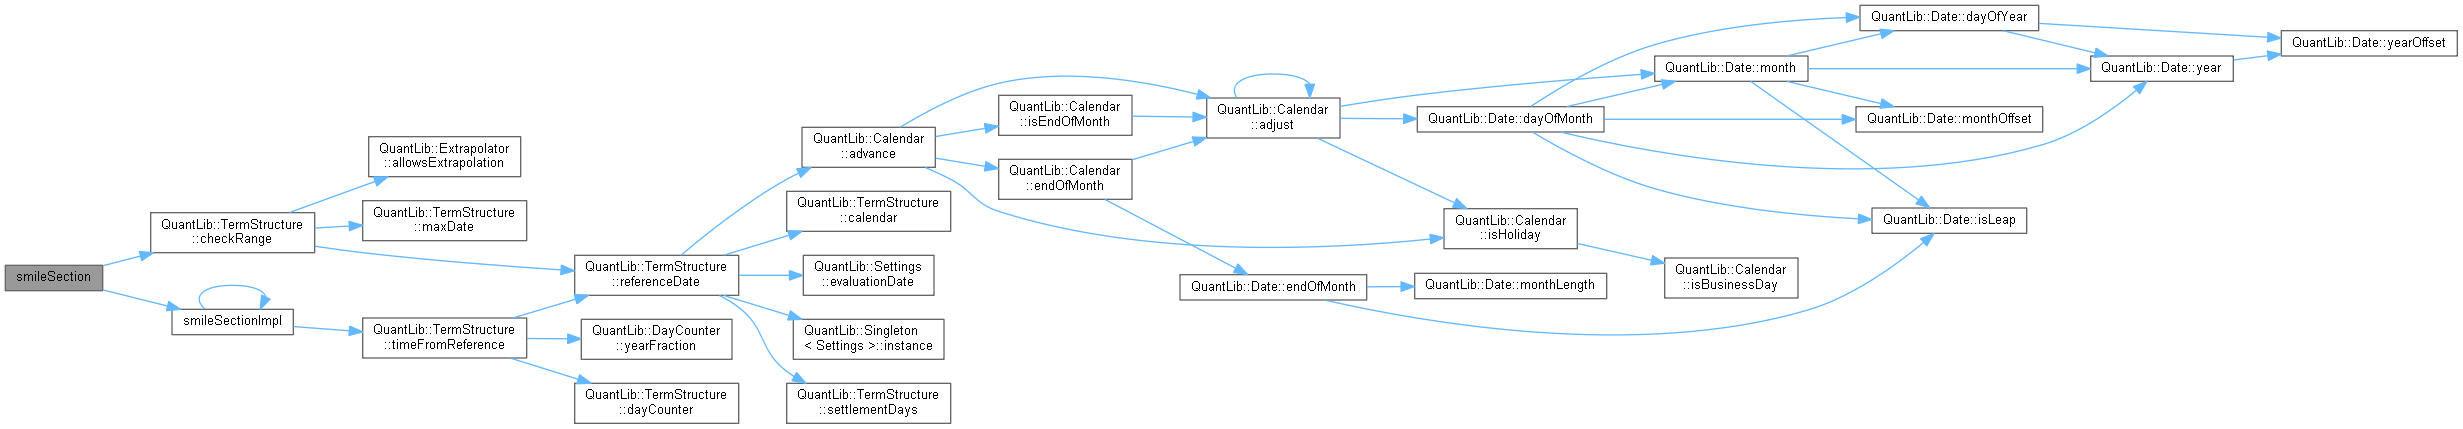 smileSection
QuantLib::TermStructure
::checkRange
smileSectionImpl
QuantLib::Extrapolator
::allowsExtrapolation
QuantLib::TermStructure
::maxDate
QuantLib::TermStructure
::timeFromReference
QuantLib::TermStructure
::referenceDate
QuantLib::DayCounter
::yearFraction
QuantLib::TermStructure
::dayCounter
QuantLib::Calendar
::advance
QuantLib::TermStructure
::calendar
QuantLib::Settings
::evaluationDate
QuantLib::Singleton
< Settings >::instance
QuantLib::TermStructure
::settlementDays
QuantLib::Calendar
::isEndOfMonth
QuantLib::Calendar
::endOfMonth
QuantLib::Calendar
::adjust
QuantLib::Date::endOfMonth
QuantLib::Date::dayOfMonth
QuantLib::Calendar
::isHoliday
QuantLib::Date::monthLength
QuantLib::Date::month
QuantLib::Calendar
::isBusinessDay
QuantLib::Date::dayOfYear
QuantLib::Date::monthOffset
QuantLib::Date::isLeap
QuantLib::Date::year
QuantLib::Date::yearOffset